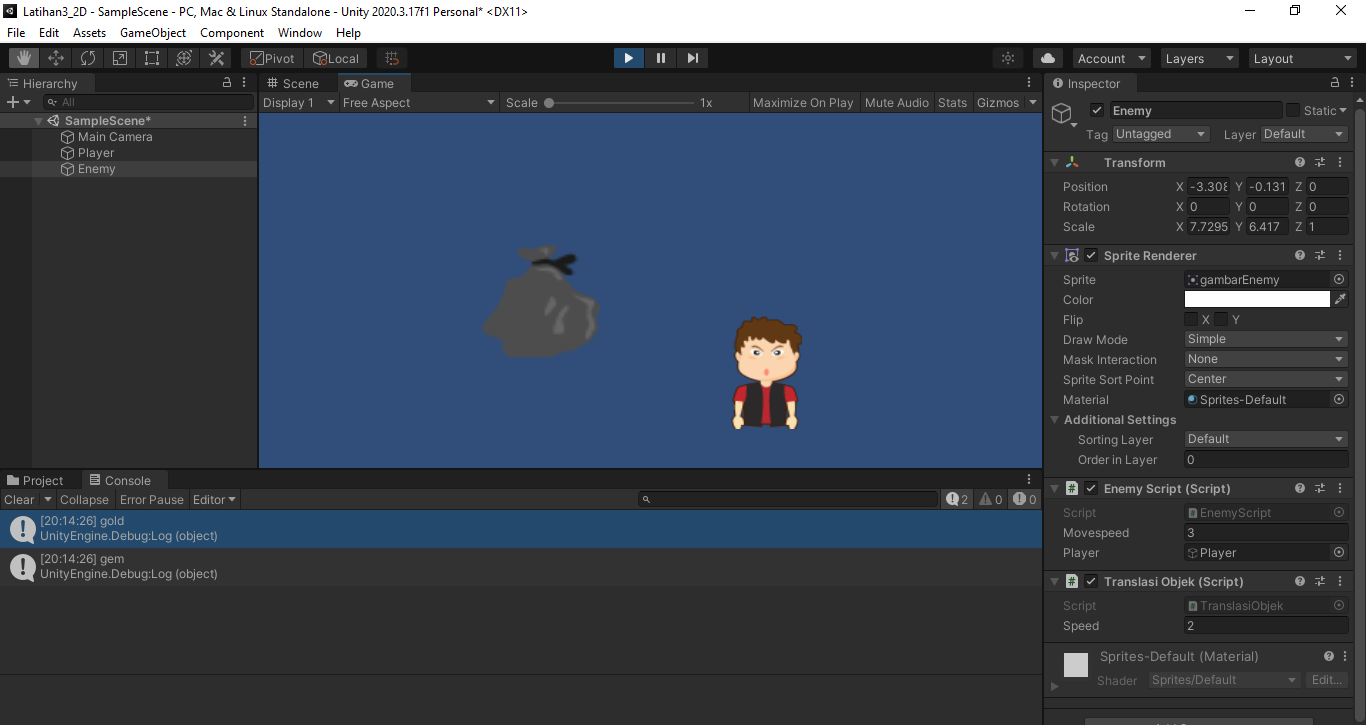 Latihan3_2D - SampleScene - PC, Mac & Linux Standalone - Unity 2020.3.17f1 Personal* <DX11>
File Edit Assets GameObject Component Window Help
Pivot Local Account Layers Layout
Hierarchy
All
SampleScene*
Main Camera
Player
Enemy
Scene Game
Display 1 Free Aspect Scale 1x Maximize On Play Mute Audio Stats Gizmos
Project Console
Clear Collapse Error Pause Editor 2 0 0
[20:14:26] gold
UnityEngine.Debug:Log (object)
[20:14:26] gem
UnityEngine.Debug:Log (object)
Inspector
Enemy Static
Tag Untagged Layer Default
Transform
Position X -3.308 Y -0.131 Z 0
Rotation X 0 Y 0 Z 0
Scale X 7.7295 Y 6.417 Z 1
Sprite Renderer
Sprite gambarEnemy
Color
Flip X Y
Draw Mode Simple
Mask Interaction None
Sprite Sort Point Center
Material Sprites-Default
Additional Settings
Sorting Layer Default
Order in Layer 0
Enemy Script (Script)
Script EnemyScript
Movespeed 3
Player Player
Translasi Objek (Script)
Script TranslasiObjek
Speed 2
Sprites-Default (Material)
Shader Sprites/Default Edit...